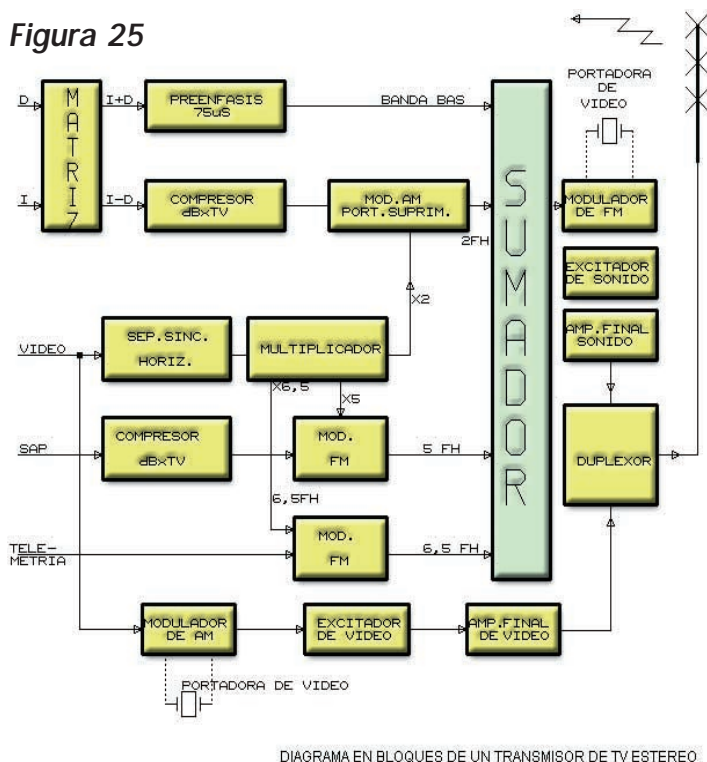 Figura 25
PORTADORA
DE
VIDEO
D
I+D
PREENFASIS
75uS
BANDA BAS
MATRIZ
I
I-D
COMPRESOR
dBxTV
MOD.AM
PORT.SUPRIM.
2FH
SUMADOR
MODULADOR
DE FM
EXCITADOR
DE SONIDO
X2
VIDEO
SEP.SINC.
HORIZ.
MULTIPLICADOR
AMP.FINAL
SONIDO
X6,5
X5
SAP
COMPRESOR
dBxTV
MOD.
FM
5 FH
DUPLEXOR
6,5FH
TELE-
METRIA
MOD.
FM
6,5 FH
MODULADOR
DE AM
EXCITADOR
DE VIDEO
AMP.FINAL
DE VIDEO
PORTADORA DE VIDEO
DIAGRAMA EN BLOQUES DE UN TRANSMISOR DE TV ESTEREO